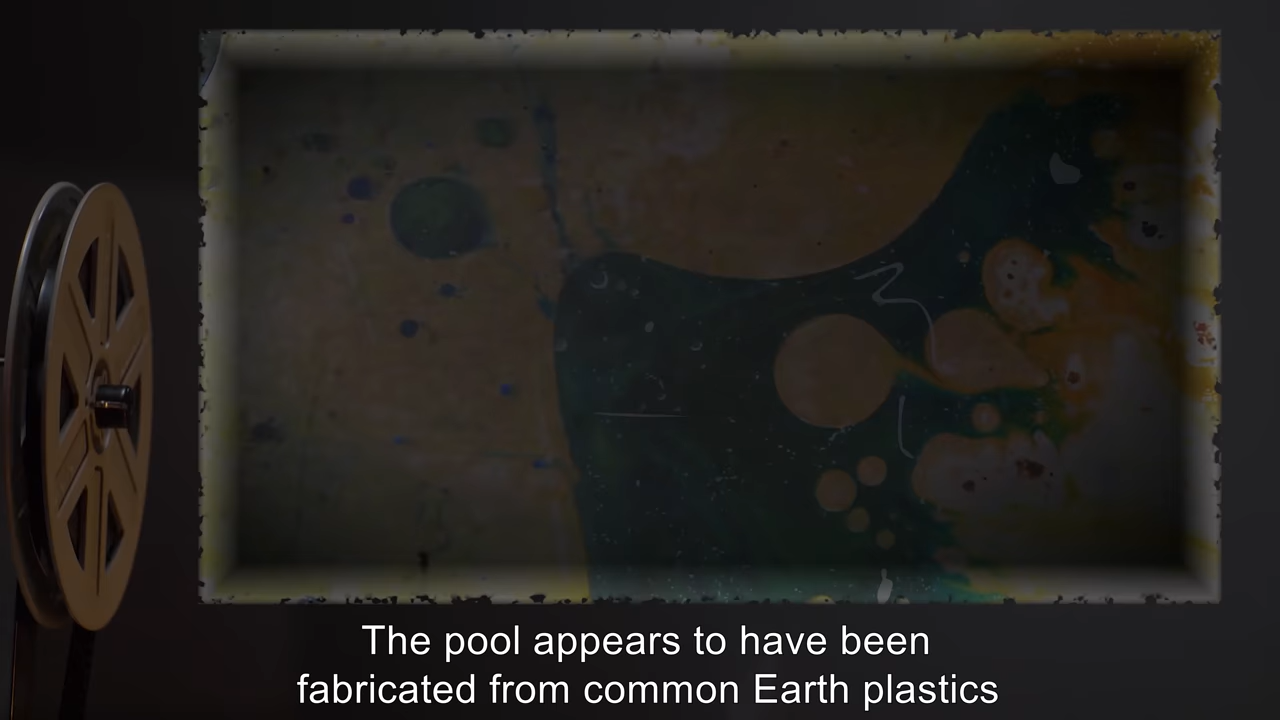 The pool appears to have been
fabricated from common Earth plastics